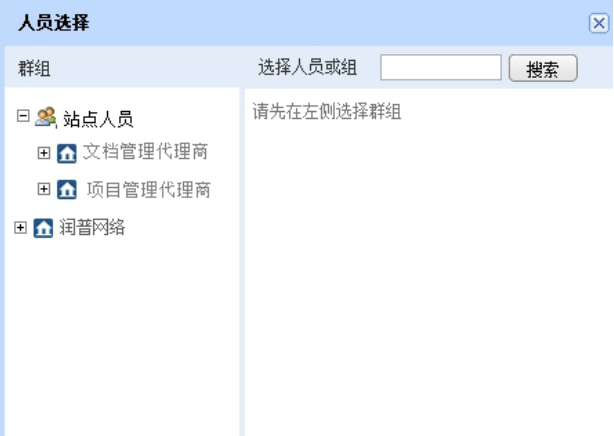 人员选择
群组
选择人员或组 搜索
请先在左侧选择群组
站点人员
文档管理代理商
项目管理代理商
润普网络